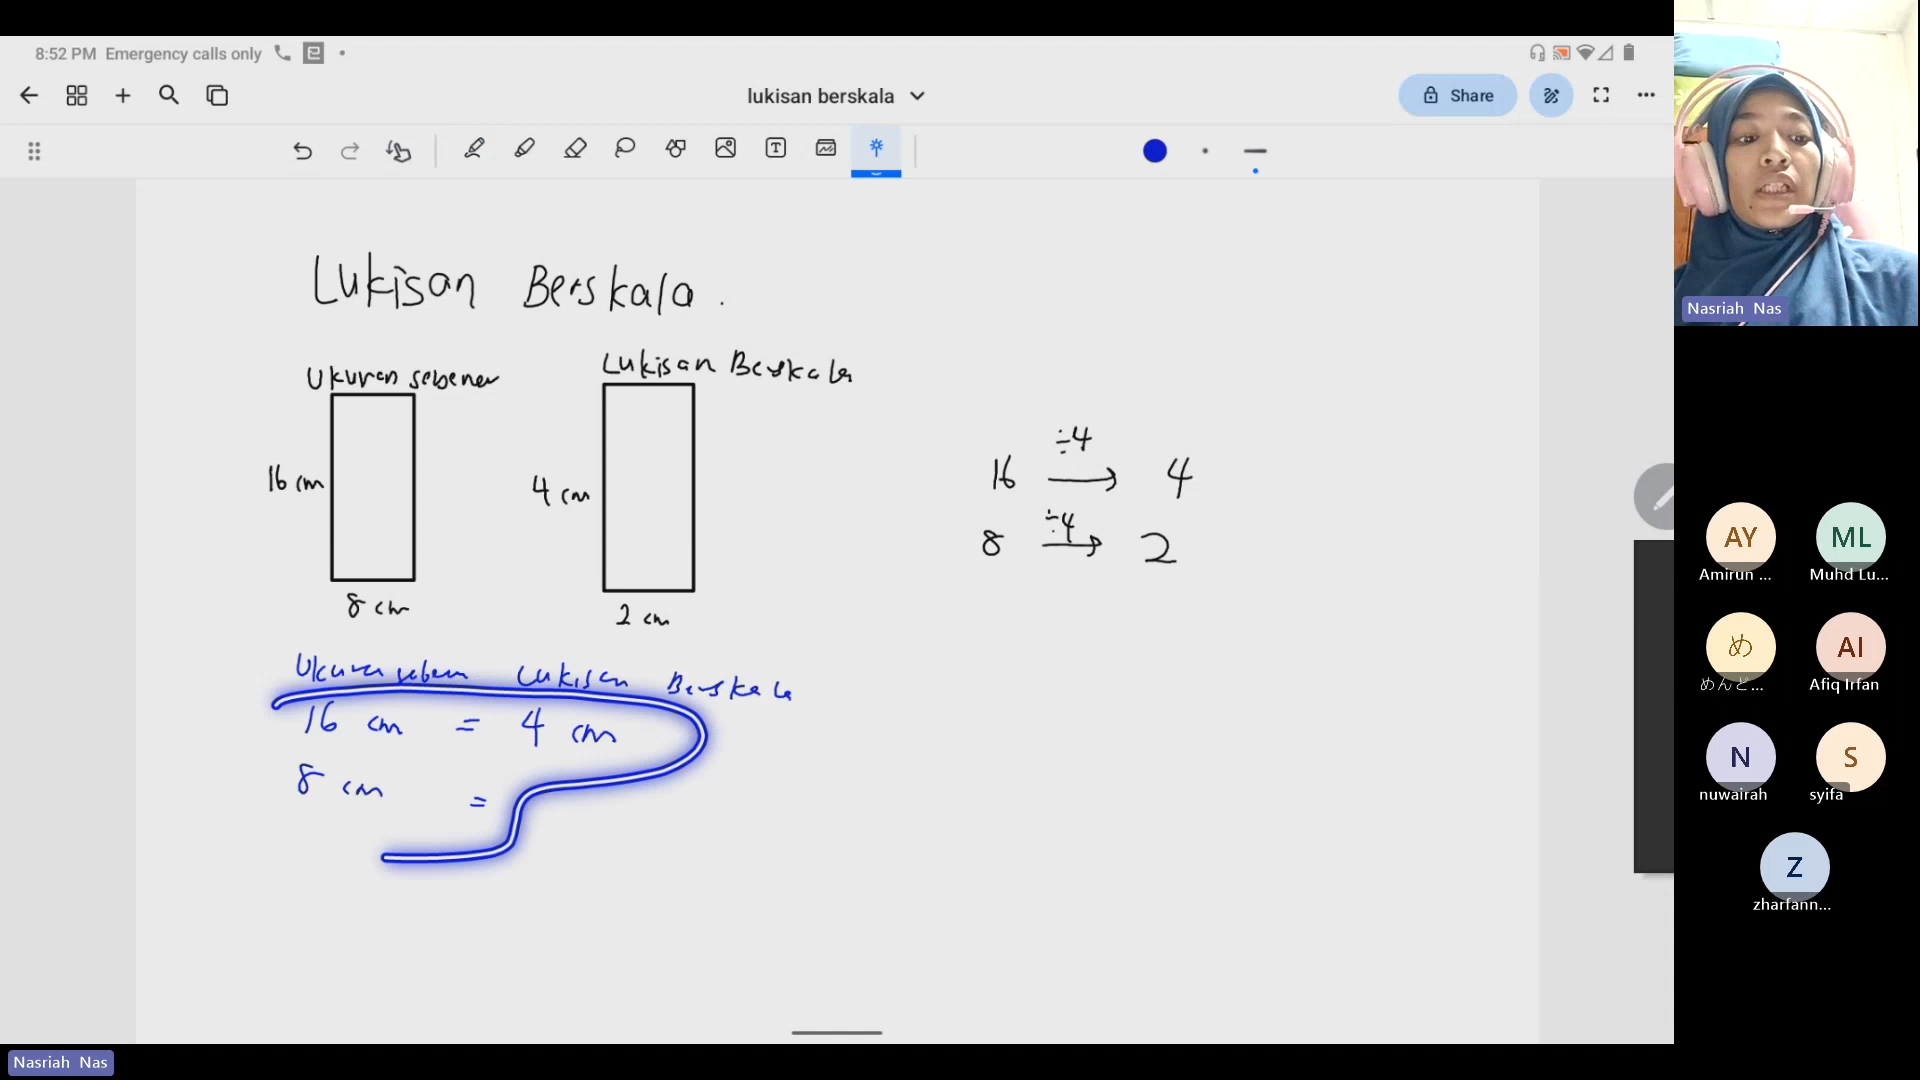 8:52 PM Emergency calls only
lukisan berskala
Share
Lukisan Berskala.
Ukuran sebenar
Lukisan Berskala
16 cm
8 cm
4 cm
2 cm
÷4
16 → 4
÷4
8 → 2
Ukuran sebenar Lukisan Berskala
16 cm = 4 cm
8 cm =
Nasriah Nas
AY
Amirun ...
ML
Muhd Lu...
め
めんど...
AI
Afiq Irfan
N
nuwairah
S
syifa
Z
zharfann...
Nasriah Nas